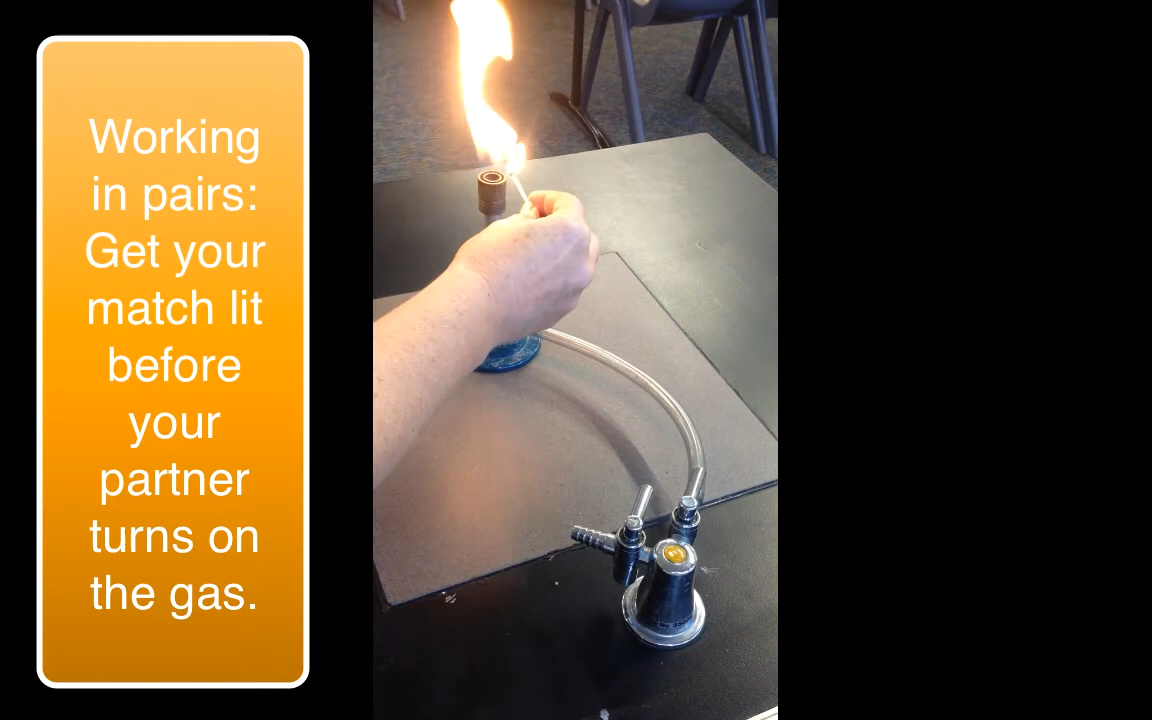 Working
in pairs:
Get your
match lit
before
your
partner
turns on
the gas.